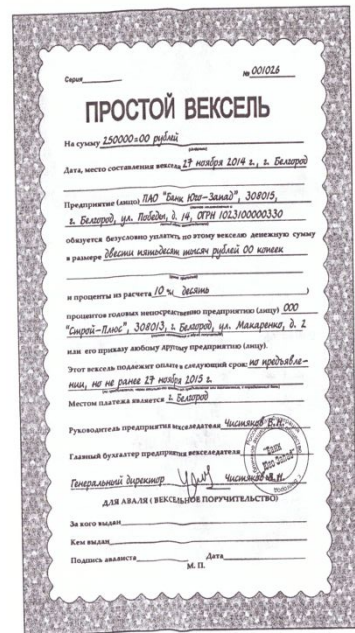 Серия № 001026
ПРОСТОЙ ВЕКСЕЛЬ
На сумму 250000=00 рублей
Дата, место составления векселя 27 ноября 2014 г., г. Белгород
Предприятие (лицо) ПАО "Банк Юго-Запад", 308015,
г. Белгород, ул. Победы, д. 14, ОГРН 1023100000330
обязуется безусловно уплатить по этому векселю денежную сумму
в размере двести пятьдесят тысяч рублей 00 копеек
и проценты из расчета 10 % десять )
процентов годовых непосредственно предприятию (лицу) ООО
"Строй-Плюс", 308013, г. Белгород, ул. Макаренко, д. 2
или его приказу любому другому предприятию (лицу).
Этот вексель подлежит оплате в следующий срок: по предъявле-
нии, но не ранее 27 ноября 2015 г.
Местом платежа является г. Белгород
Руководитель предприятия векселедателя Чистяков В.Н.
Главный бухгалтер предприятия векселедателя
"Банк Юго-Запад"
Генеральный директор Чистяков
ДЛЯ АВАЛЯ (ВЕКСЕЛЬНОЕ ПОРУЧИТЕЛЬСТВО)
За кого выдан
Кем выдан
Подпись авалиста Дата
М. П.